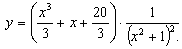 y = (x³/3 + x + 20/3) · 1/(x² + 1)².